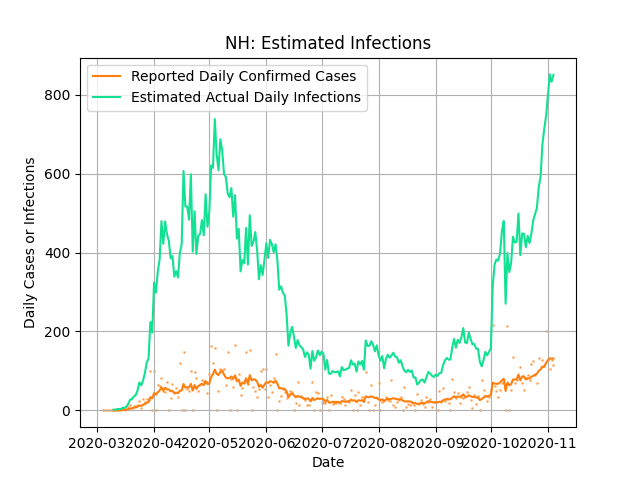 NH: Estimated Infections
Reported Daily Confirmed Cases
Estimated Actual Daily Infections
Daily Cases or Infections
800
600
400
200
0
2020-03 2020-04 2020-05 2020-06 2020-07 2020-08 2020-09 2020-10 2020-11
Date